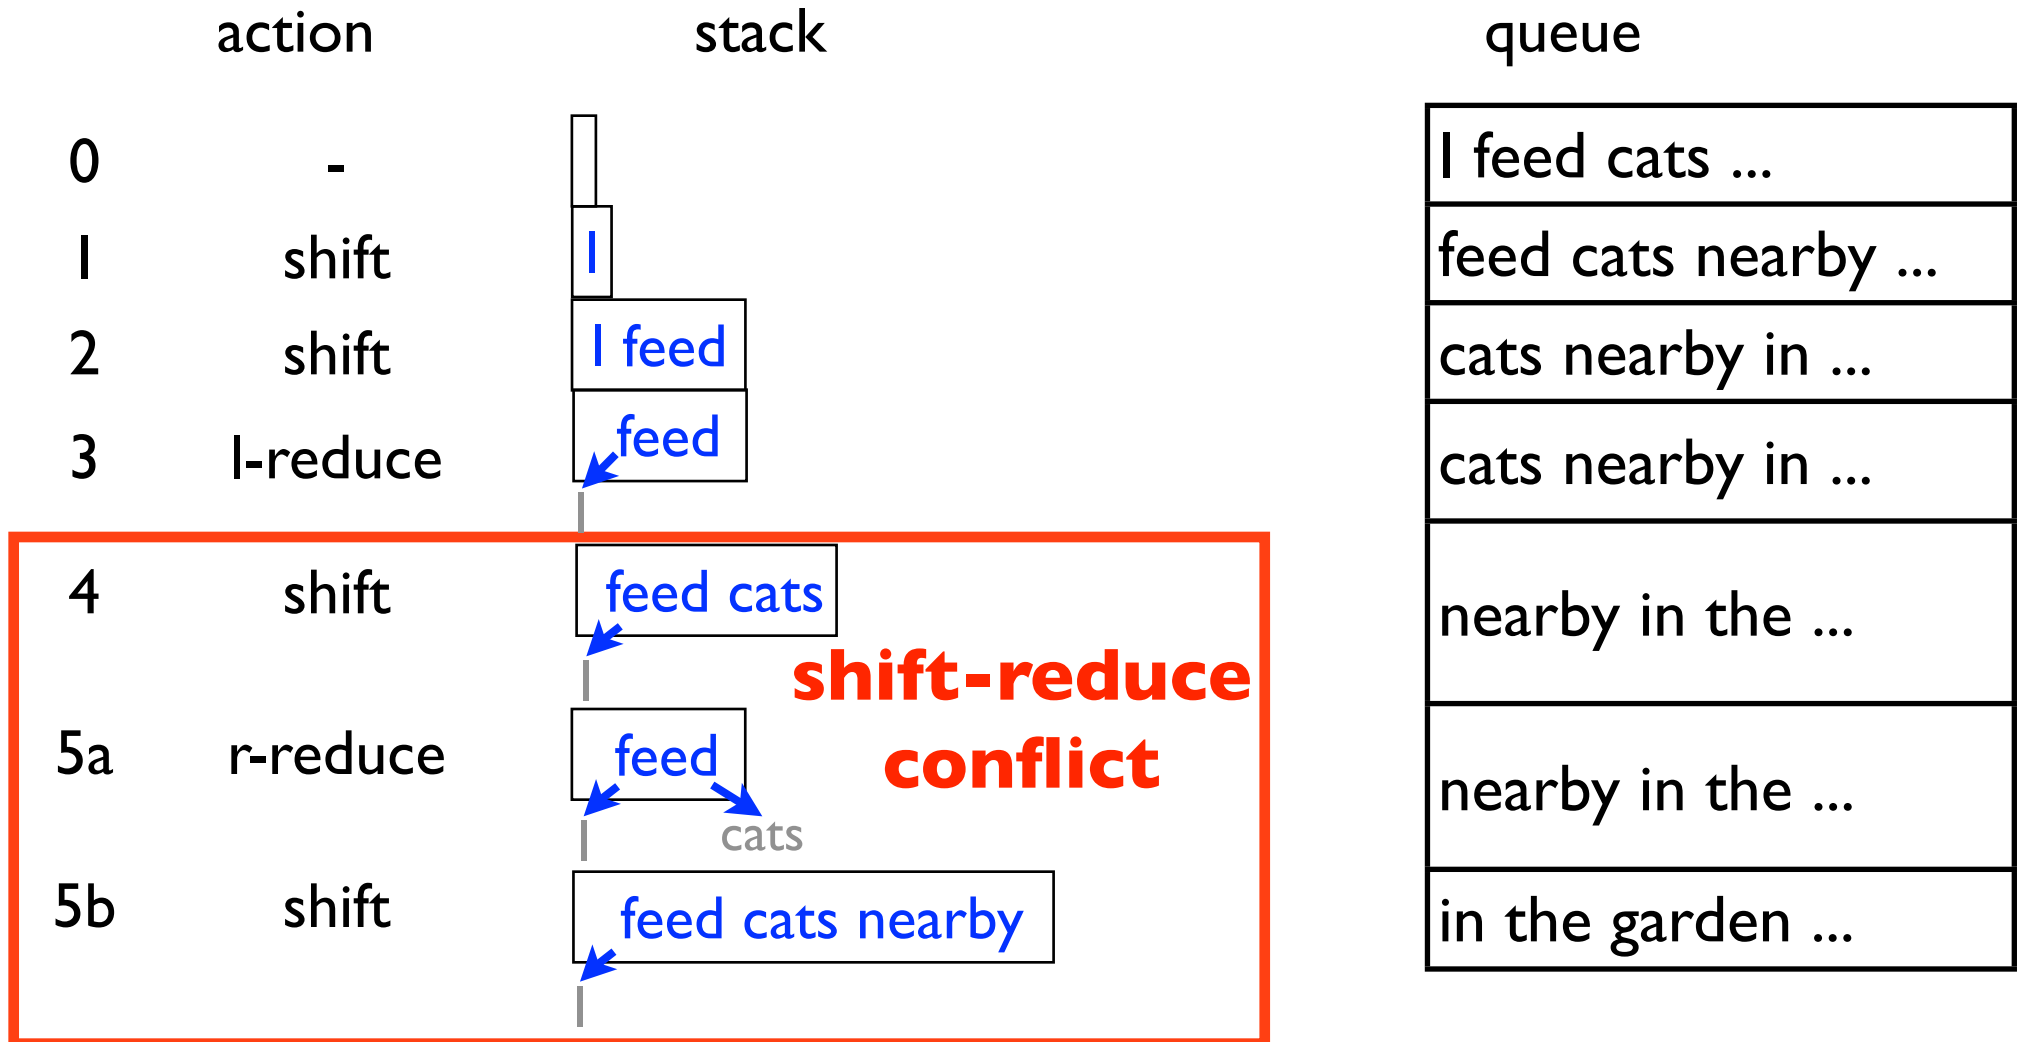 action stack queue
0 - I feed cats ...
1 shift I feed cats nearby ...
2 shift I feed cats nearby in ...
3 l-reduce feed cats nearby in ...
I
4 shift feed cats nearby in the ...
I
shift-reduce
conflict
5a r-reduce feed nearby in the ...
I cats
5b shift feed cats nearby in the garden ...
I